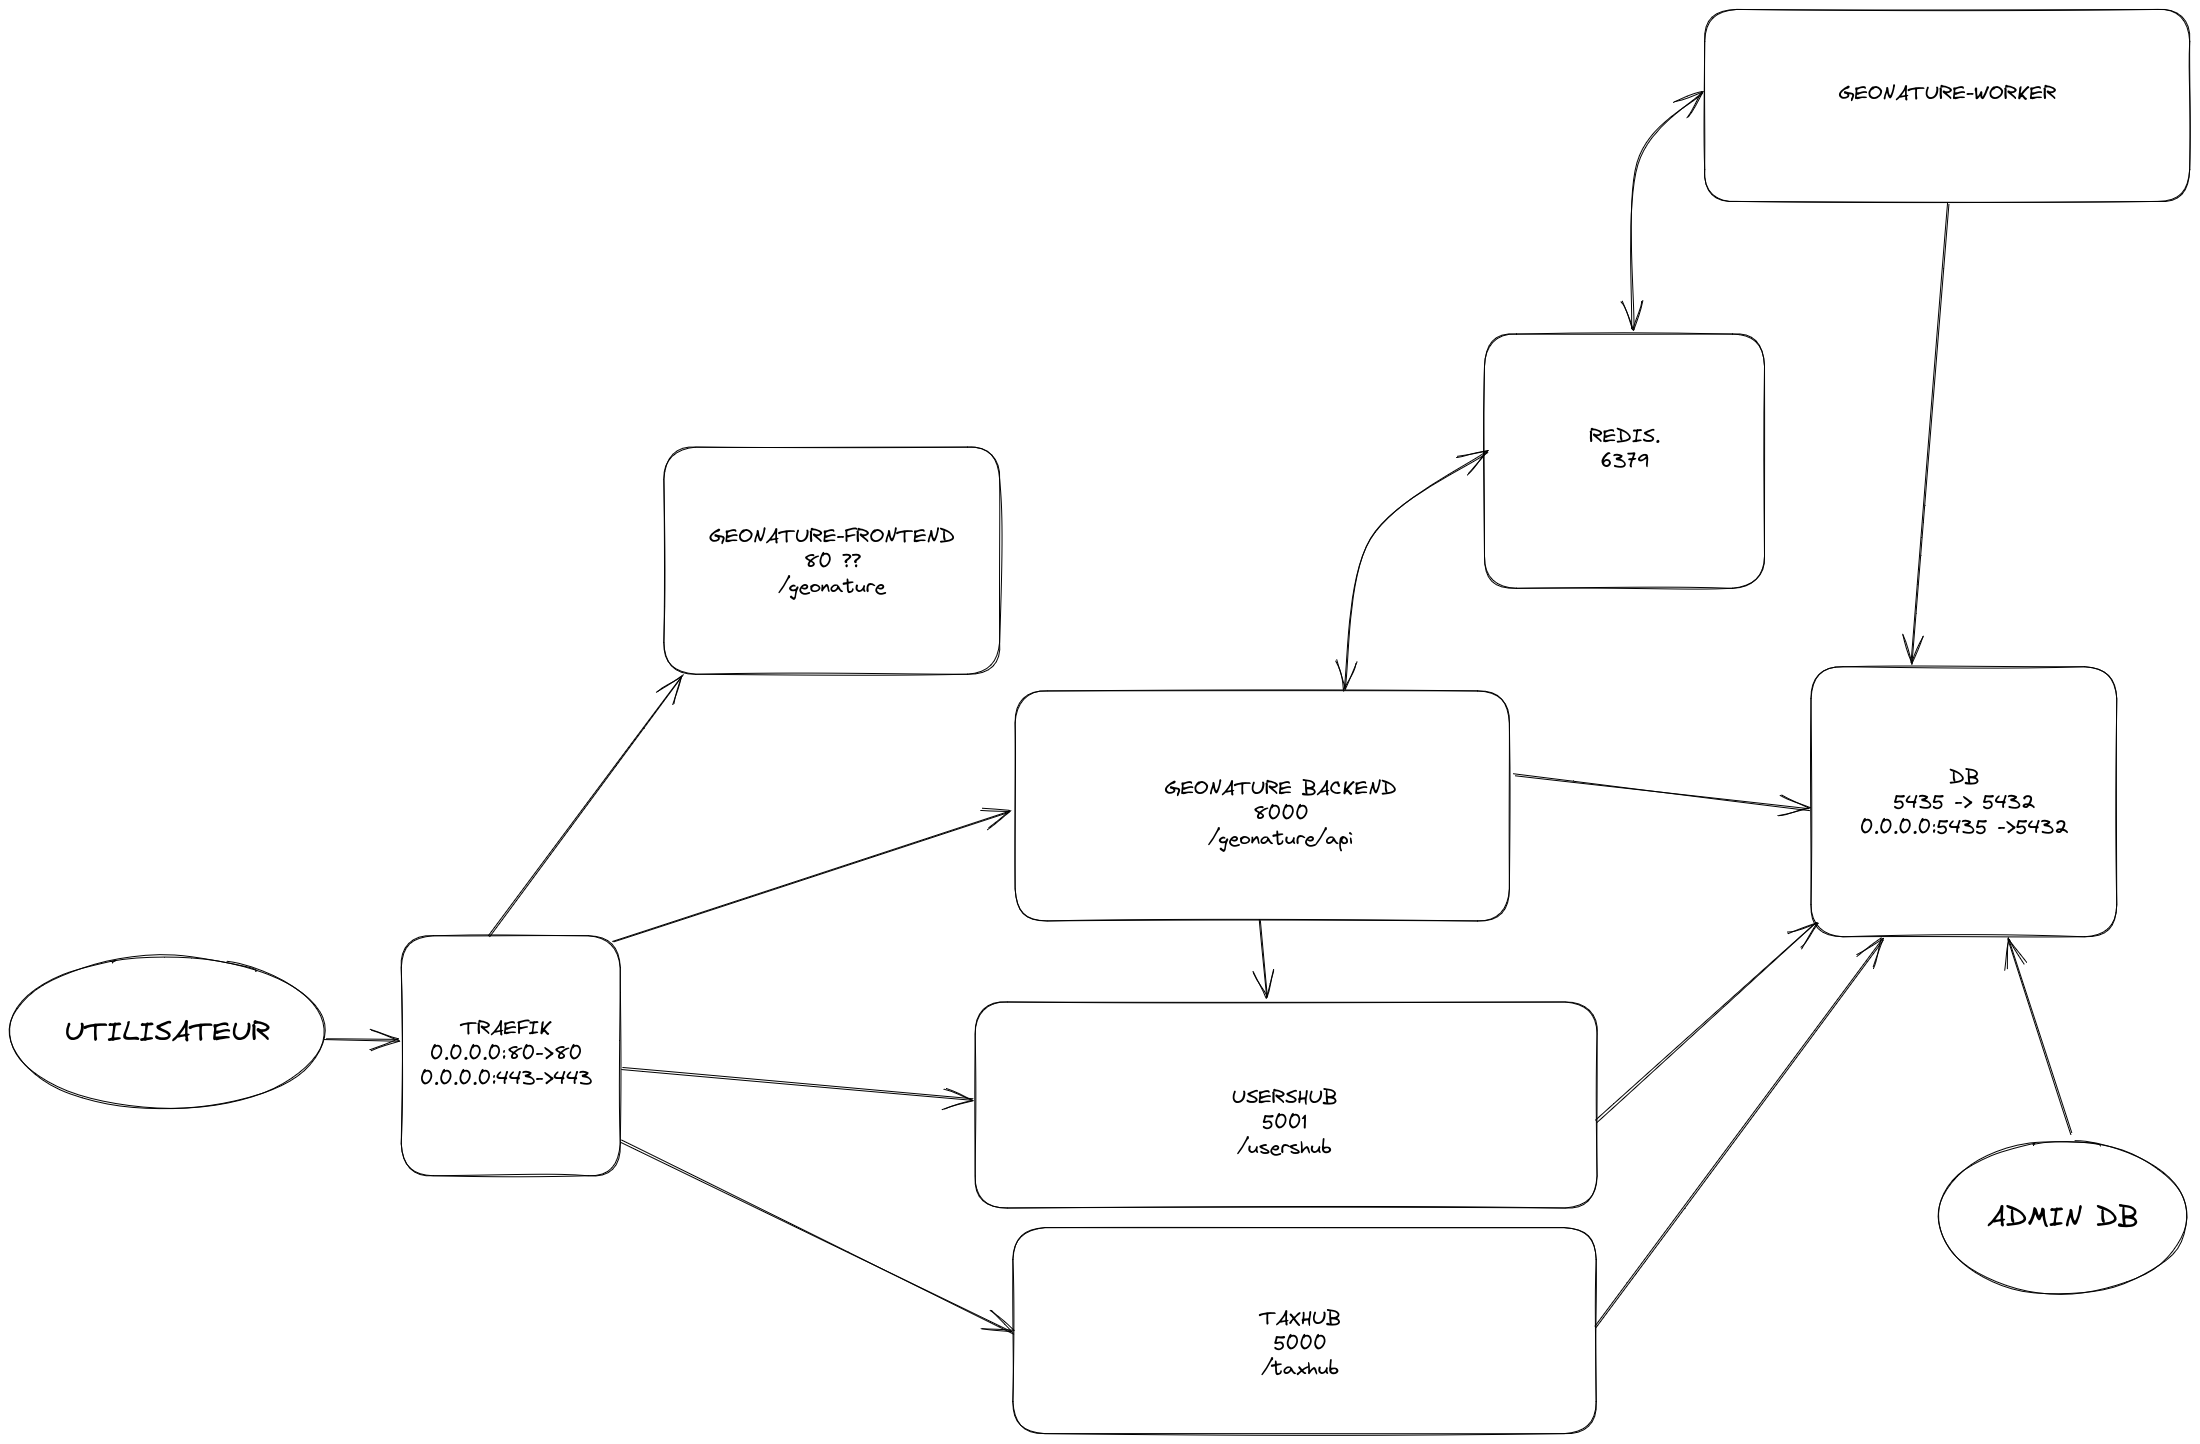 GEONATURE-WORKER
REDIS.
6379
GEONATURE-FRONTEND
80 ??
/geonature
GEONATURE BACKEND
8000
/geonature/api
DB
5435 -> 5432
0.0.0.0:5435 ->5432
UTILISATEUR
TRAEFIK
0.0.0.0:80->80
0.0.0.0:443->443
USERSHUB
5001
/usershub
ADMIN DB
TAXHUB
5000
/taxhub